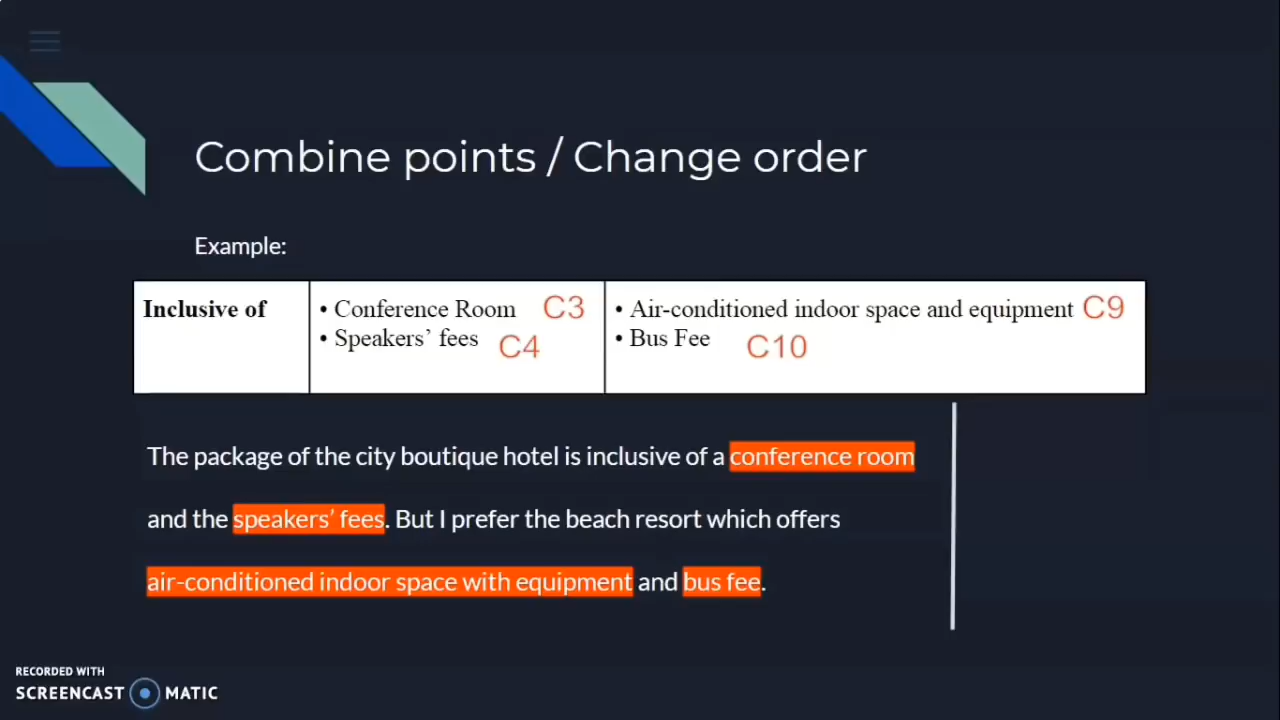 Combine points / Change order
Example:
Inclusive of
• Conference Room C3
• Speakers’ fees C4
• Air-conditioned indoor space and equipment C9
• Bus Fee C10
The package of the city boutique hotel is inclusive of a conference room
and the speakers’ fees. But I prefer the beach resort which offers
air-conditioned indoor space with equipment and bus fee.
RECORDED WITH
SCREENCAST MATIC